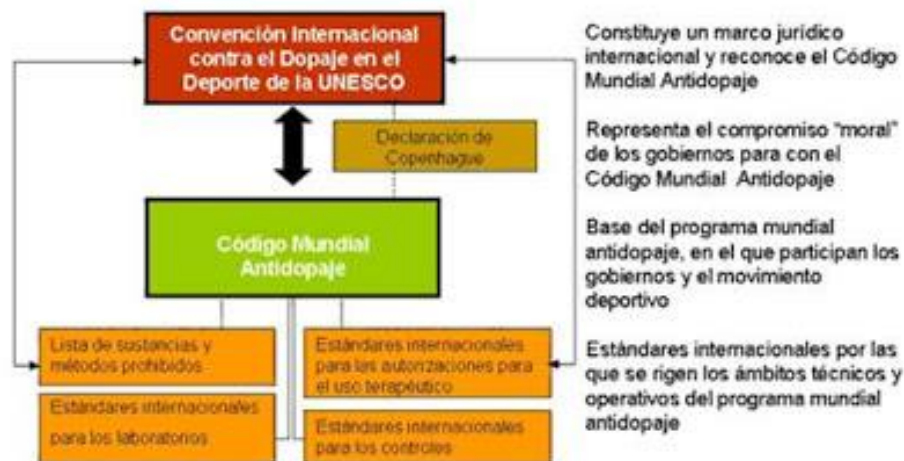 Convención Internacional
contra el Dopaje en el
Deporte de la UNESCO
Declaración de
Copenhague
Código Mundial
Antidopaje
Lista de sustancias y
métodos prohibidos
Estándares internacionales
para las autorizaciones para
el uso terapéutico
Estándares internacionales
para los laboratorios
Estándares internacionales
para los controles
Constituye un marco jurídico
internacional y reconoce el Código
Mundial Antidopaje
Representa el compromiso "moral"
de los gobiernos para con el
Código Mundial Antidopaje
Base del programa mundial
antidopaje, en el que participan los
gobiernos y el movimiento
deportivo
Estándares internacionales por las
que se rigen los ámbitos técnicos y
operativos del programa mundial
antidopaje